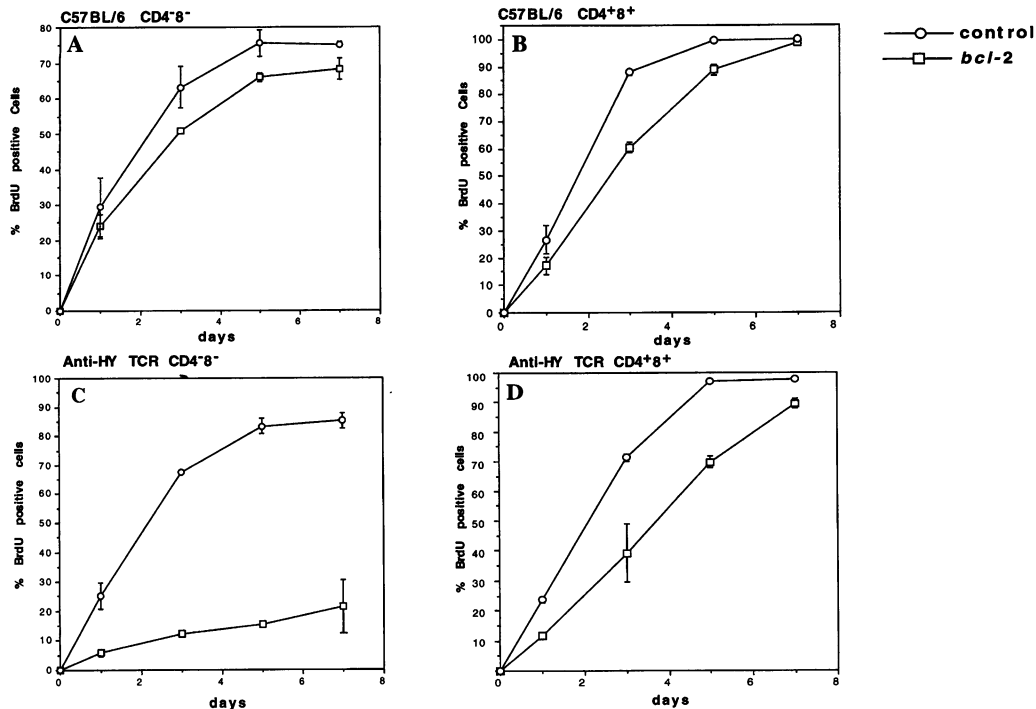 C57BL/6 CD4⁻8⁻
A
% BrdU positive Cells
80
70
60
50
40
30
20
10
0
0 2 4 6 8
days
C57BL/6 CD4⁺8⁺
B
% BrdU positive Cells
100
90
80
70
60
50
40
30
20
10
0
0 2 4 6 8
days
control
bcl-2
Anti-HY TCR CD4⁻8⁻
C
% BrdU positive cells
100
90
80
70
60
50
40
30
20
10
0
0 2 4 6 8
days
Anti-HY TCR CD4⁺8⁺
D
% BrdU positive cells
100
90
80
70
60
50
40
30
20
10
0 2 4 6 8
days